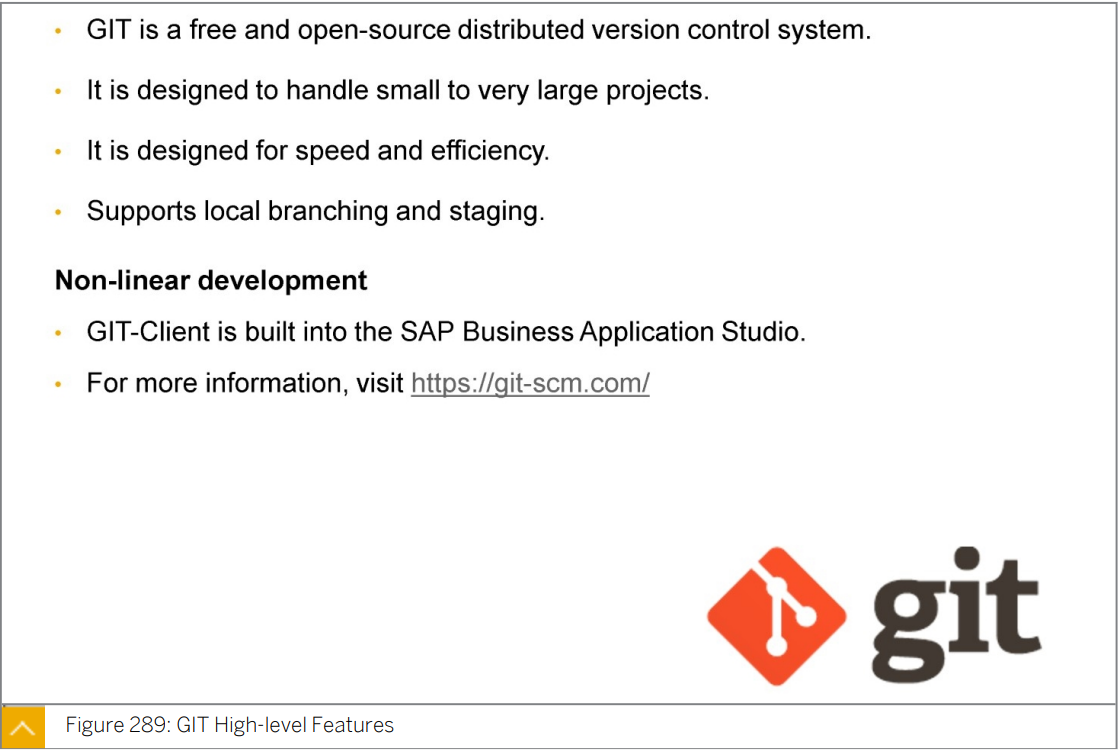 GIT is a free and open-source distributed version control system.
It is designed to handle small to very large projects.
It is designed for speed and efficiency.
Supports local branching and staging.
Non-linear development
GIT-Client is built into the SAP Business Application Studio.
For more information, visit https://git-scm.com/
git
Figure 289: GIT High-level Features